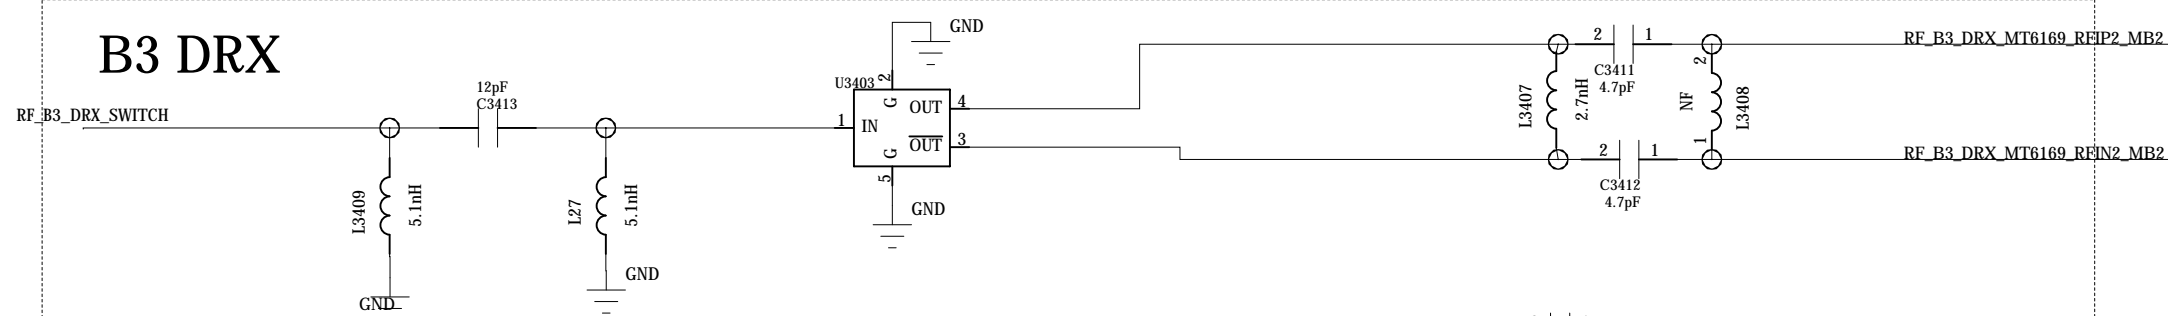 B3 DRX
RF_B3_DRX_SWITCH
12pF
C3413
L3409
5.1nH
GND
L27
5.1nH
GND
U3403
GND
2
G
1
IN
OUT
4
OUT
3
G
5
GND
L3407
2.7nH
2
1
C3411
4.7pF
2
1
C3412
4.7pF
2
NF
1
L3408
RF_B3_DRX_MT6169_RFIP2_MB2
RF_B3_DRX_MT6169_RFIN2_MB2